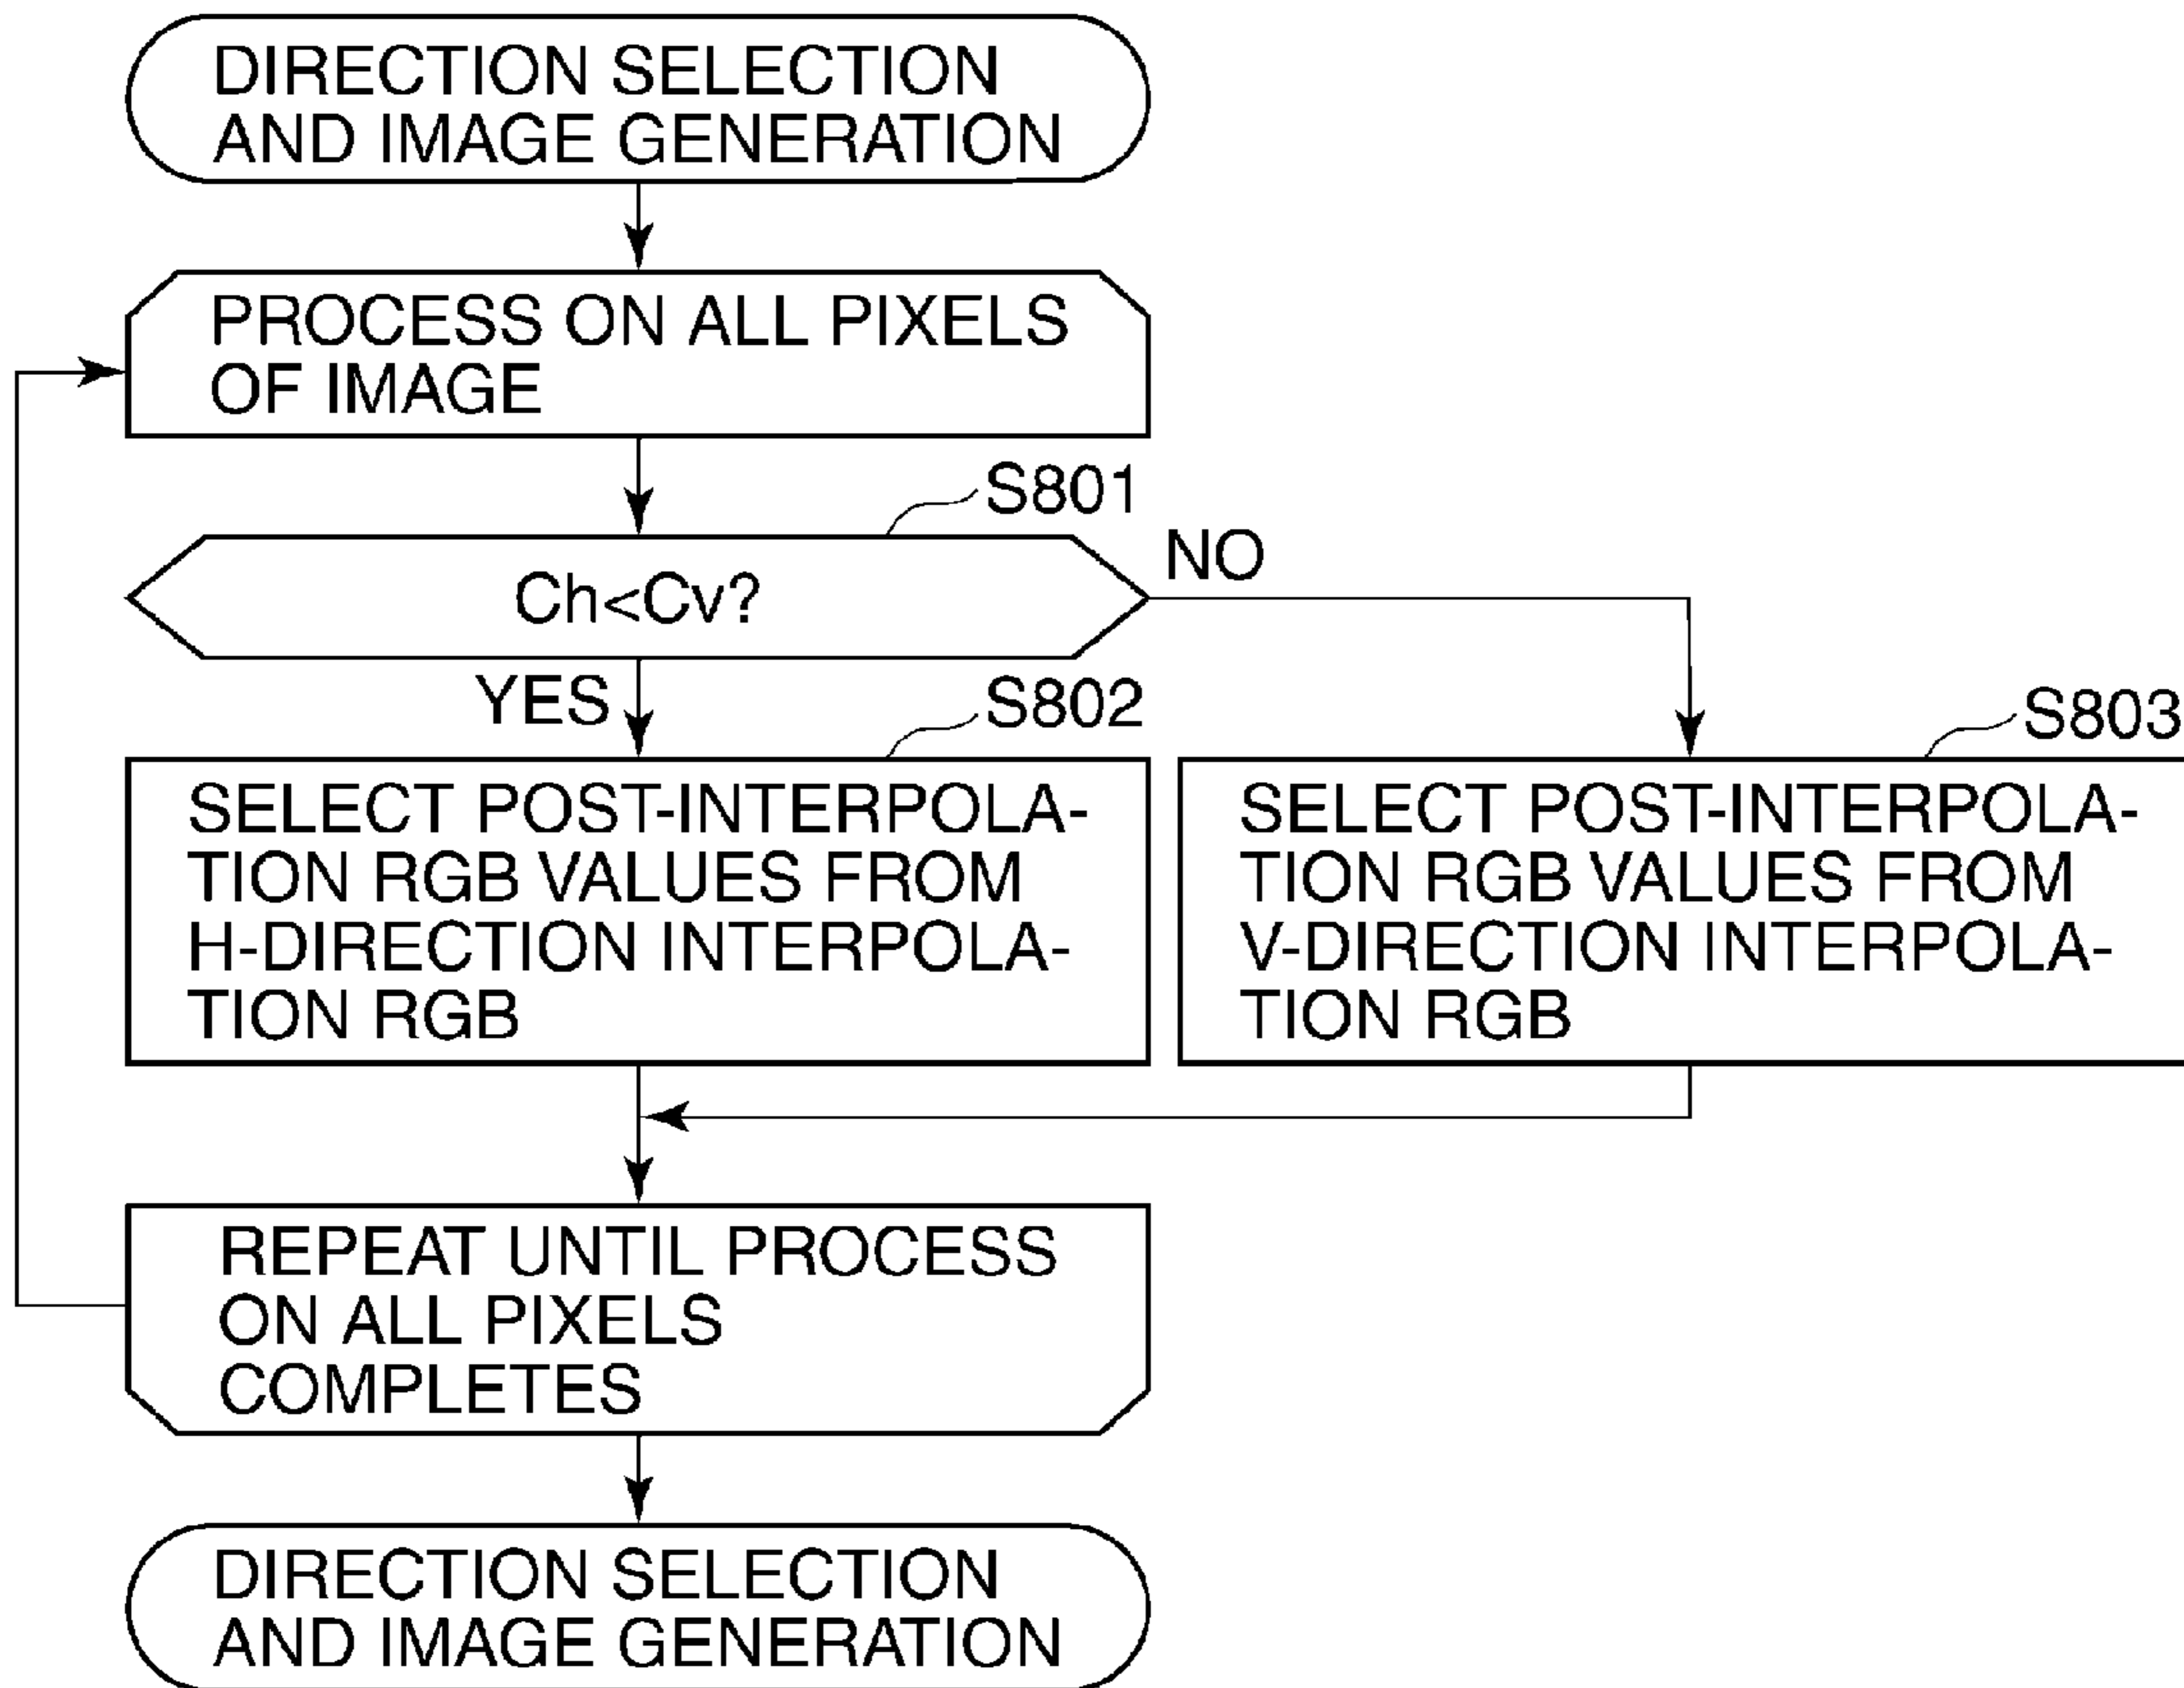 DIRECTION SELECTION
AND IMAGE GENERATION
PROCESS ON ALL PIXELS
OF IMAGE
S801
Ch<Cv?
NO
YES
S802
S803
SELECT POST-INTERPOLA-
TION RGB VALUES FROM
H-DIRECTION INTERPOLA-
TION RGB
SELECT POST-INTERPOLA-
TION RGB VALUES FROM
V-DIRECTION INTERPOLA-
TION RGB
REPEAT UNTIL PROCESS
ON ALL PIXELS
COMPLETES
DIRECTION SELECTION
AND IMAGE GENERATION